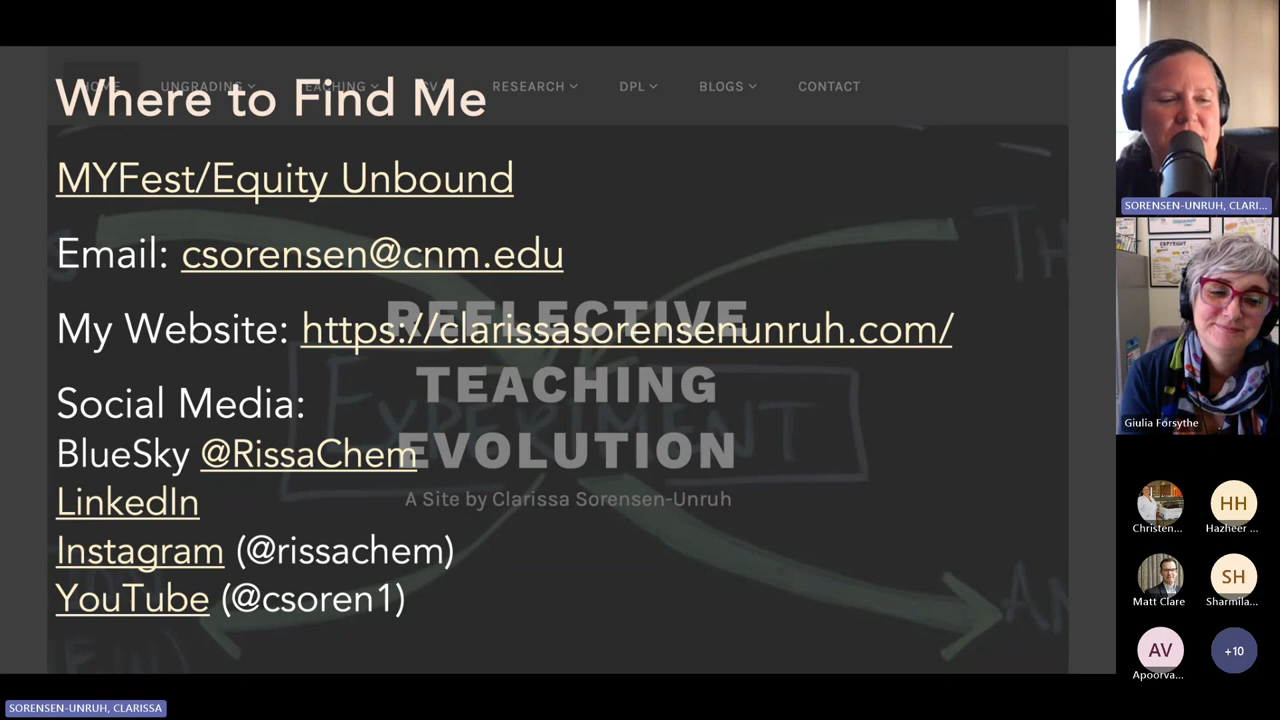 HOME UNGRADING TEACHING CV RESEARCH DPL BLOGS CONTACT
Where to Find Me
MYFest/Equity Unbound
Email: csorensen@cnm.edu
My Website: https://clarissasorensenunruh.com/
REFLECTIVE
TEACHING
EVOLUTION
A Site by Clarissa Sorensen-Unruh
EXPERIMENT
Social Media:
BlueSky @RissaChem
LinkedIn
Instagram (@rissachem)
YouTube (@csoren1)
SORENSEN-UNRUH, CLARI...
COPYRIGHT
Giulia Forsythe
HH
Christen... Hazheer ...
SH
Matt Clare Sharmila...
AV +10
Apoorva...
SORENSEN-UNRUH, CLARISSA